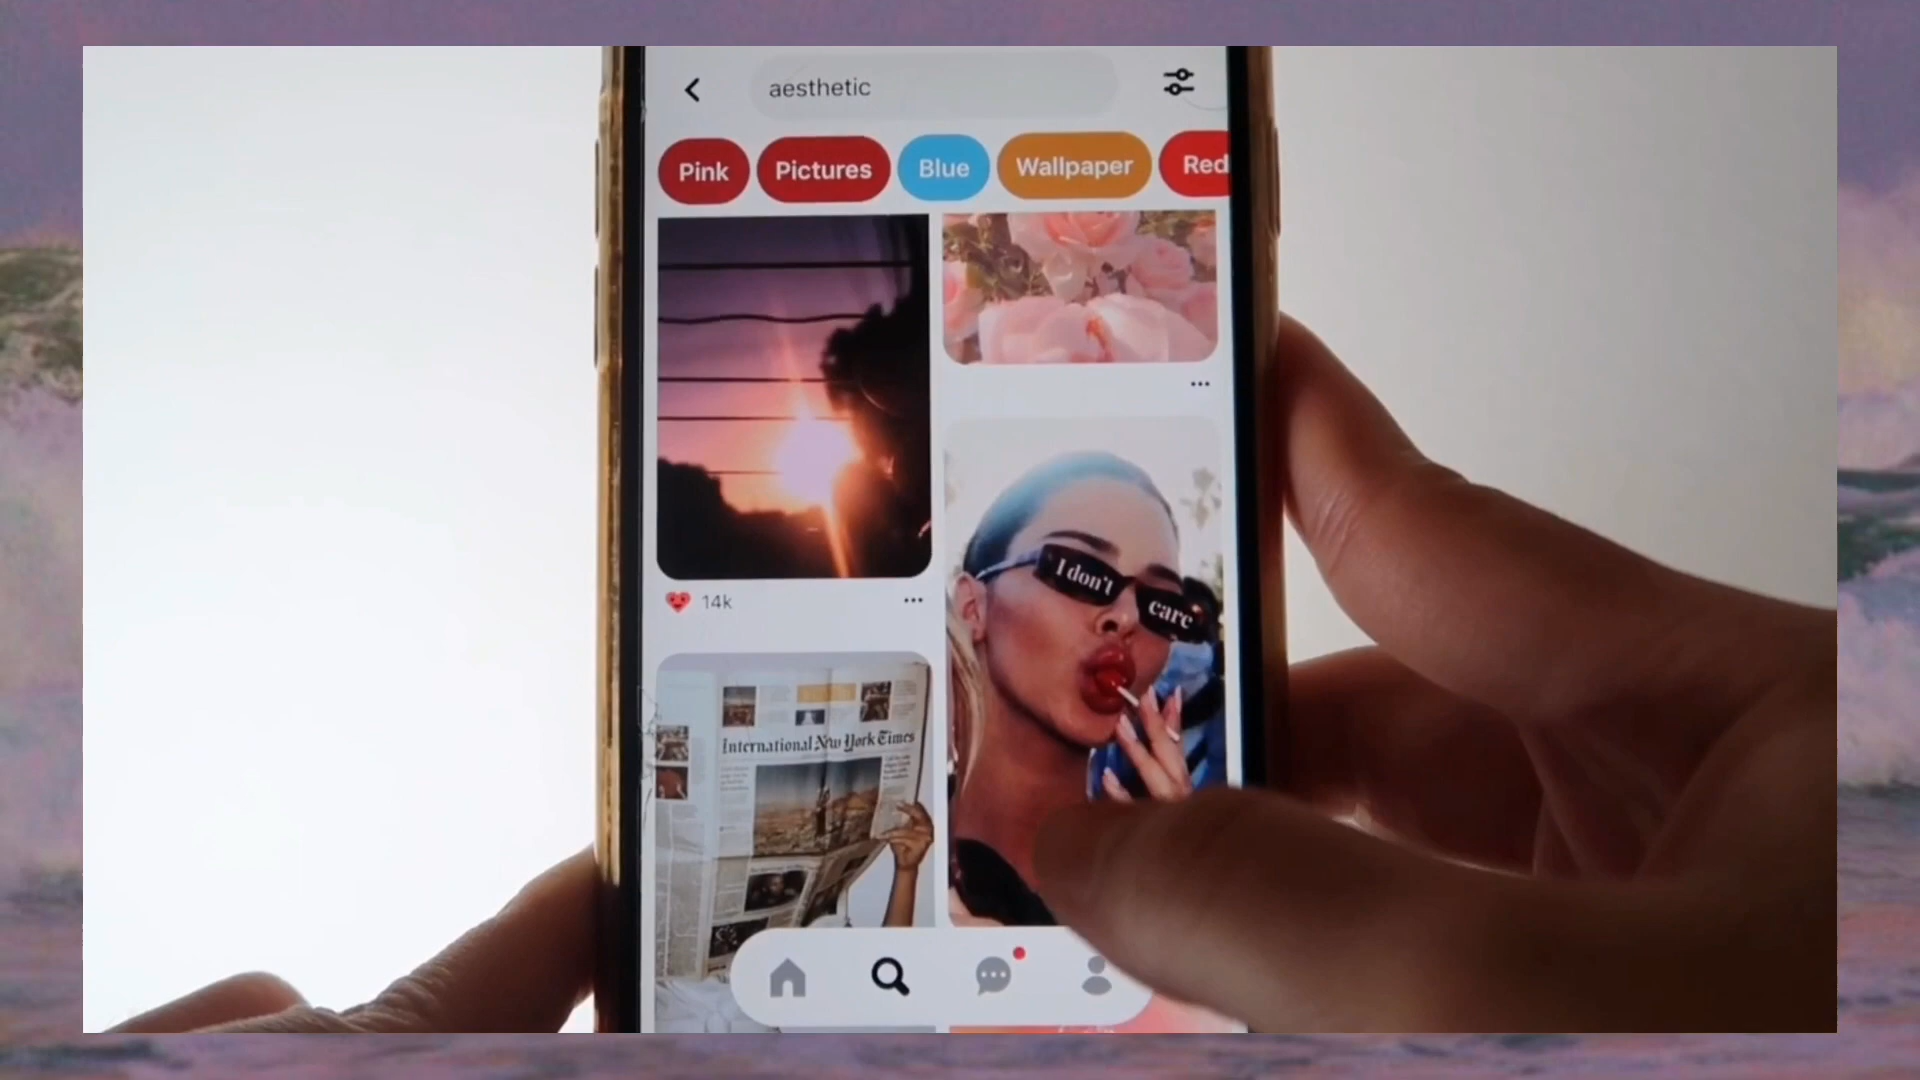 aesthetic
Pink
Pictures
Blue
Wallpaper
Red
14k
I don't
care
International New York Times